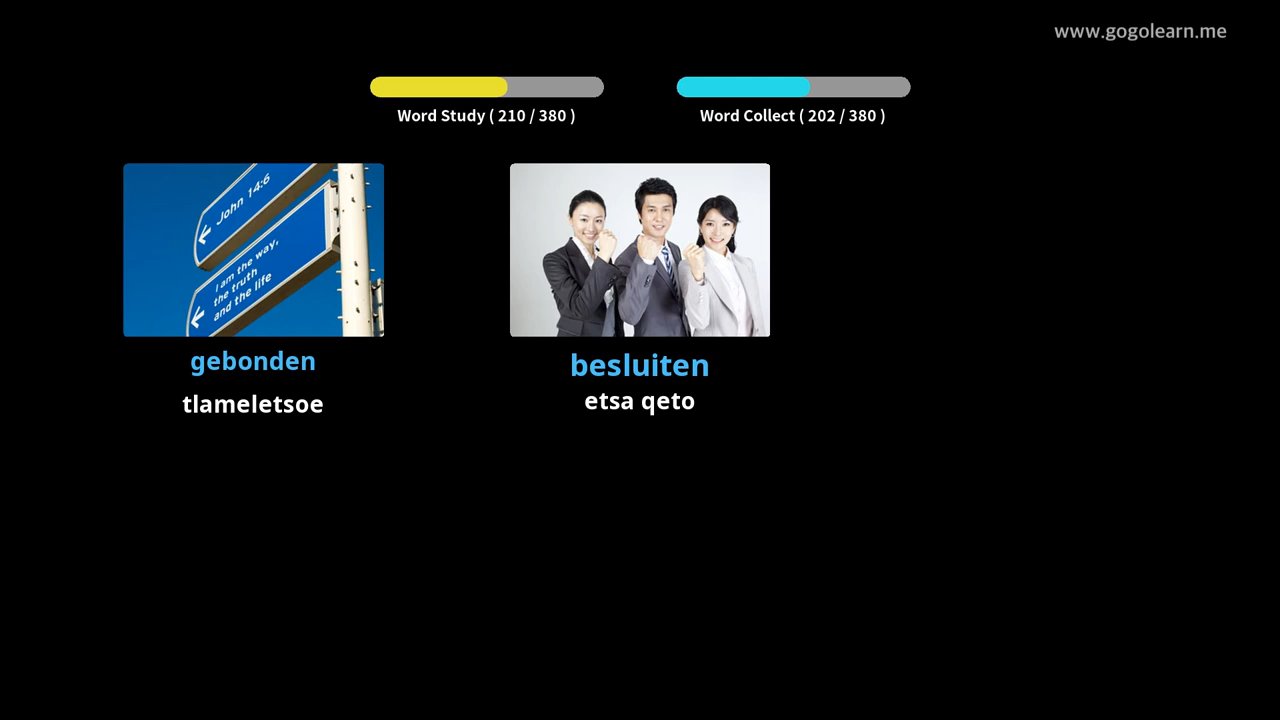 www.gogolearn.me
Word Study ( 210 / 380 )
Word Collect ( 202 / 380 )
John 14:6
I am the way,
the truth
and the life
gebonden
tlameletsoe
besluiten
etsa qeto